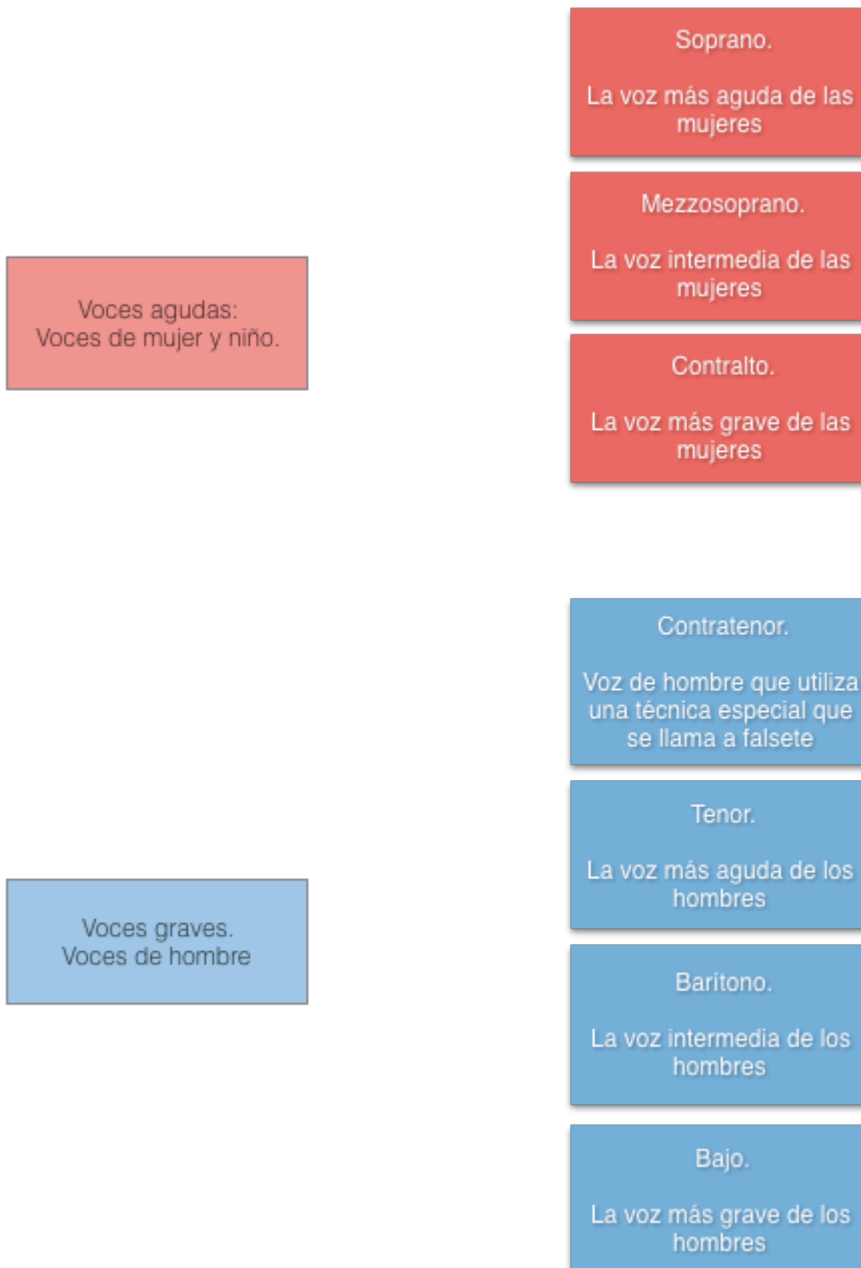 Soprano.
La voz más aguda de las
mujeres
Mezzosoprano.
La voz intermedia de las
mujeres
Voces agudas:
Voces de mujer y niño.
Contralto.
La voz más grave de las
mujeres
Contratenor.
Voz de hombre que utiliza
una técnica especial que
se llama a falsete
Tenor.
La voz más aguda de los
hombres
Voces graves.
Voces de hombre
Barítono.
La voz intermedia de los
hombres
Bajo.
La voz más grave de los
hombres